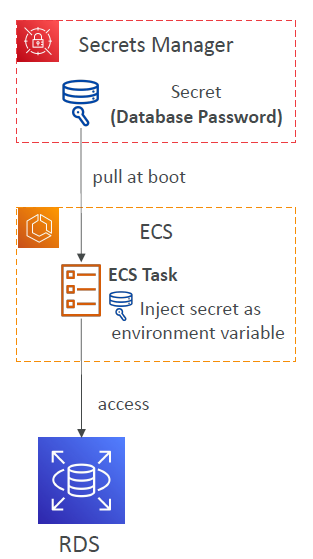 Secrets Manager
Secret
(Database Password)
pull at boot
ECS
ECS Task
Inject secret as
environment variable
access
RDS